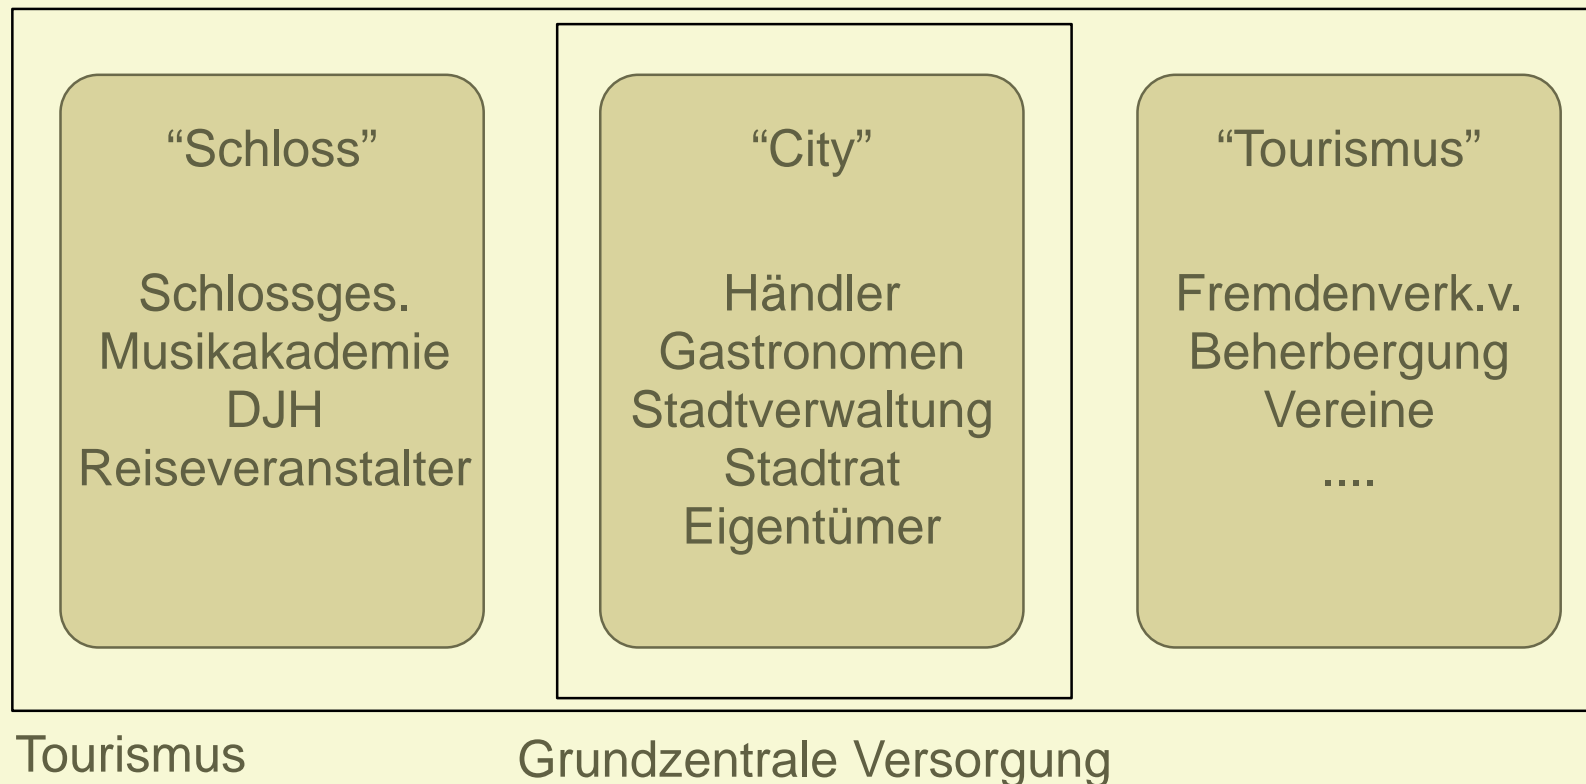 “Schloss”
Schlossges.
Musikakademie
DJH
Reiseveranstalter
“City”
Händler
Gastronomen
Stadtverwaltung
Stadtrat
Eigentümer
“Tourismus”
Fremdenverk.v.
Beherbergung
Vereine
....
Tourismus
Grundzentrale Versorgung